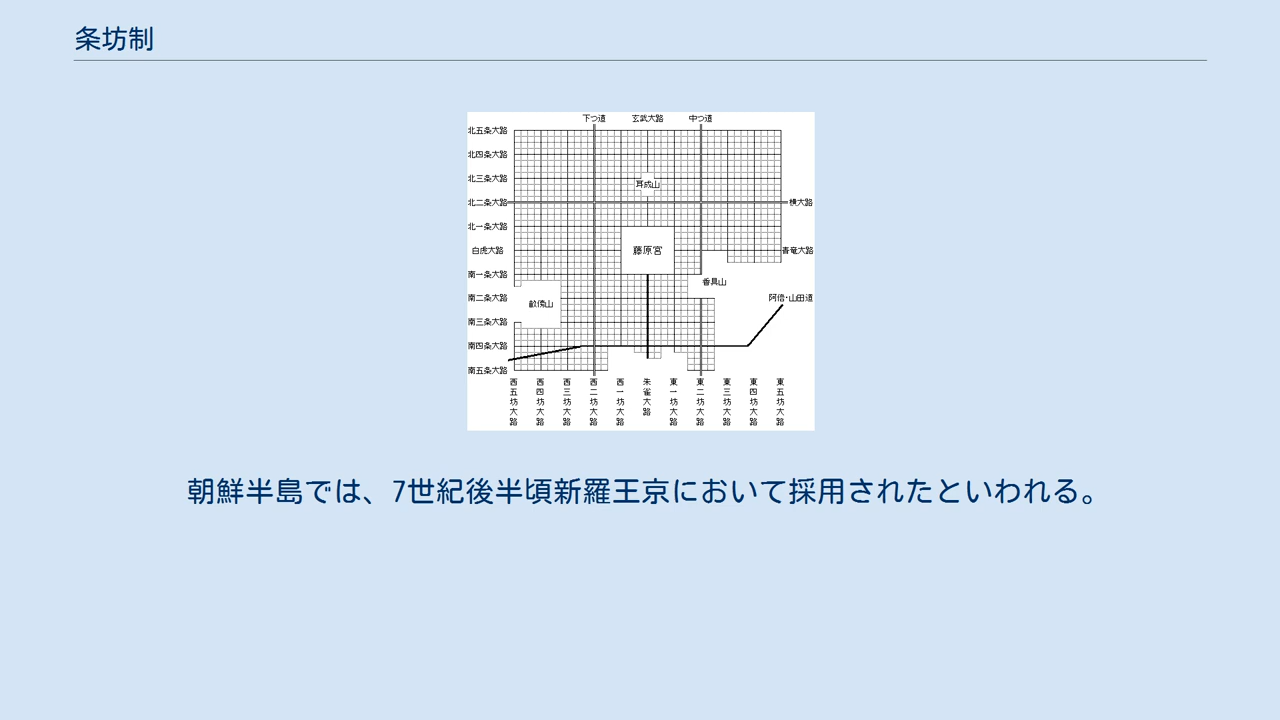 条坊制
下つ道 玄武大路 中つ道
北五条大路
北四条大路
北三条大路
耳成山
北二条大路 横大路
北一条大路
白虎大路 藤原宮 青竜大路
南一条大路
香具山
南二条大路 畝傍山 阿倍・山田道
南三条大路
南四条大路
南五条大路
西五坊大路
西四坊大路
西三坊大路
西二坊大路
西一坊大路
朱雀大路
東一坊大路
東二坊大路
東三坊大路
東四坊大路
東五坊大路
朝鮮半島では、7世紀後半頃新羅王京において採用されたといわれる。